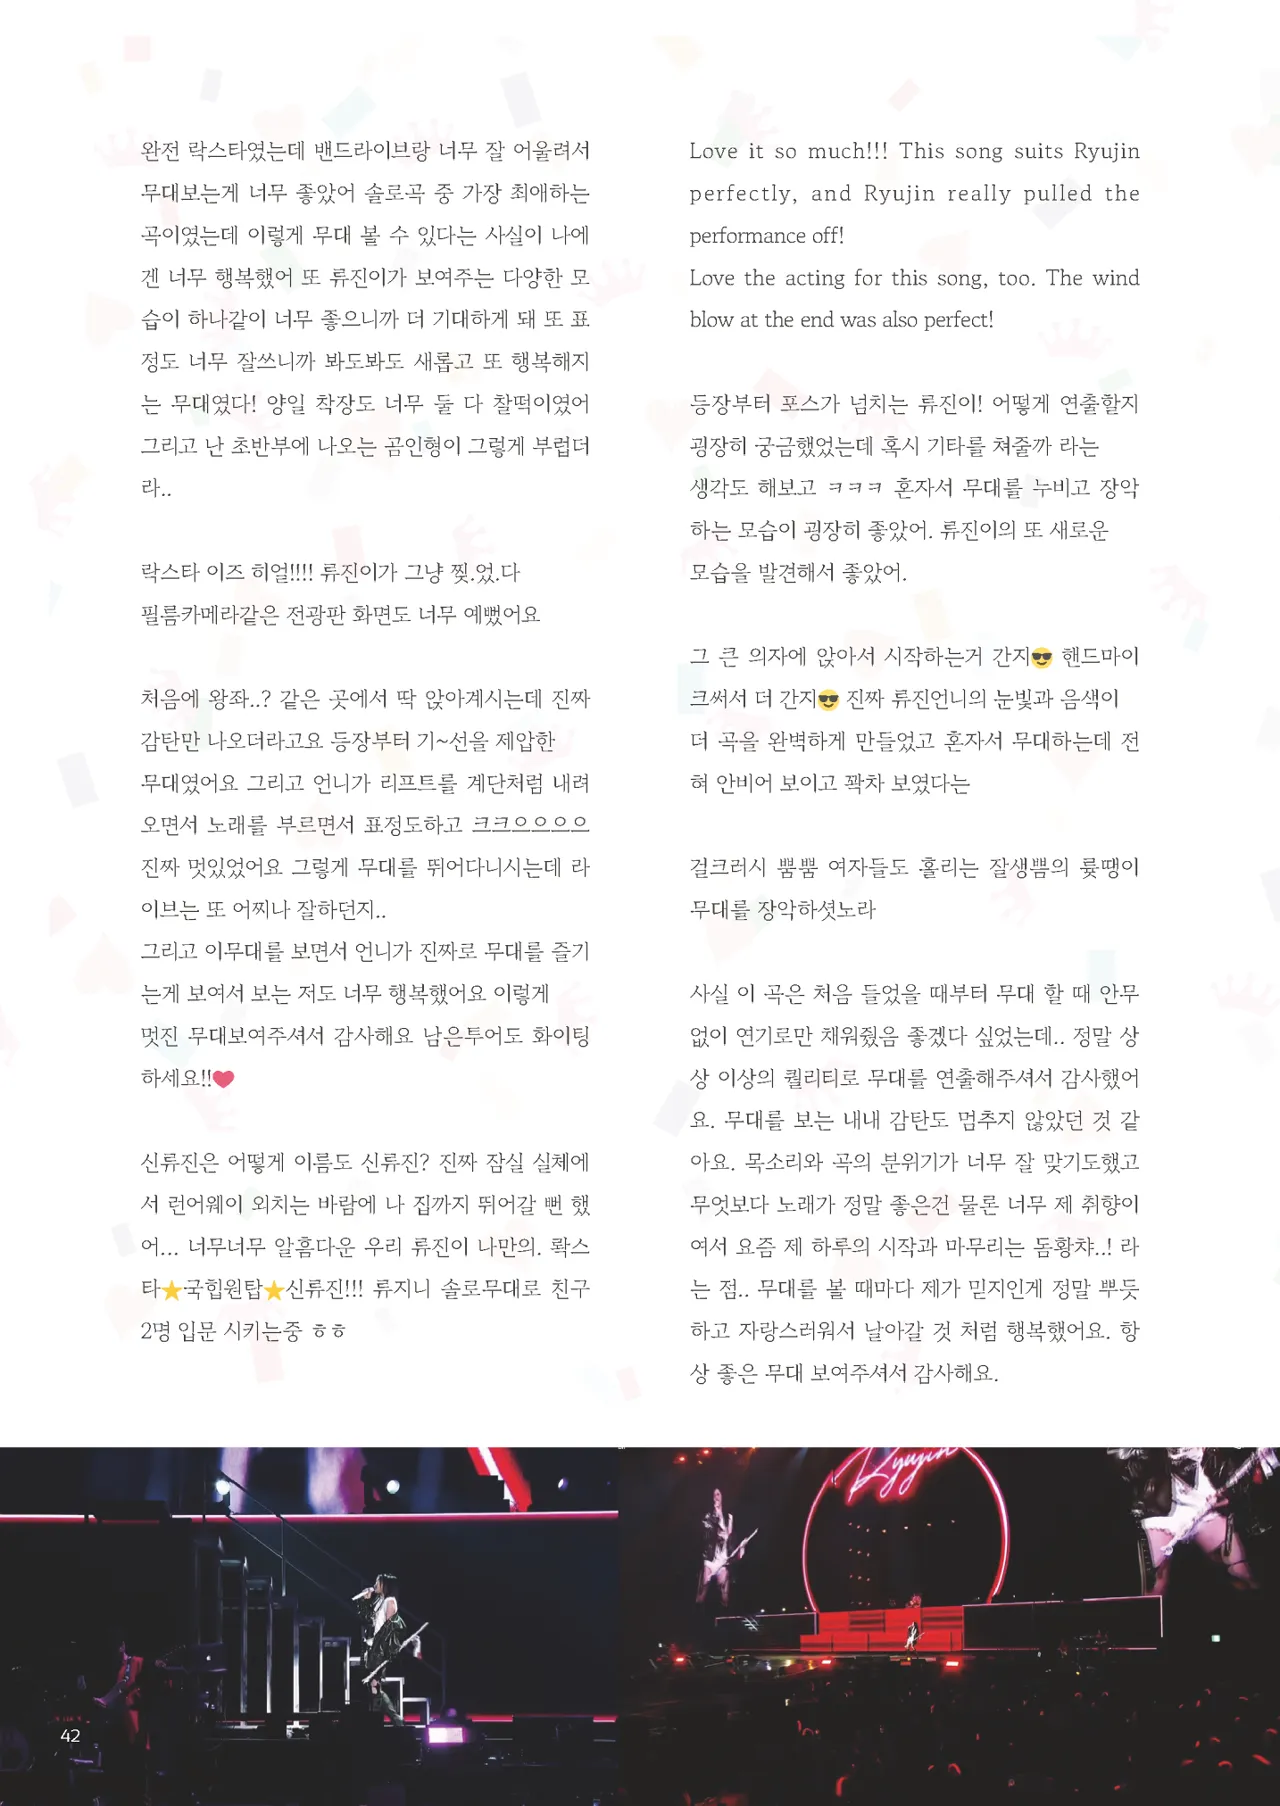 완전 락스타였는데 밴드라이브랑 너무 잘 어울려서
무대보는게 너무 좋았어 솔로곡 중 가장 최애하는
곡이였는데 이렇게 무대 볼 수 있다는 사실이 나에
겐 너무 행복했어 또 류진이가 보여주는 다양한 모
습이 하나같이 너무 좋으니까 더 기대하게 돼 또 표
정도 너무 잘쓰니까 봐도봐도 새롭고 또 행복해지
는 무대였다! 양일 착장도 너무 둘 다 찰떡이였어
그리고 난 초반부에 나오는 곰인형이 그렇게 부럽더
라..

락스타 이즈 히얼!!!! 류진이가 그냥 찢.었.다
필름카메라같은 전광판 화면도 너무 예뻤어요

처음에 왕좌..? 같은 곳에서 딱 앉아계시는데 진짜
감탄만 나오더라고요 등장부터 기~선을 제압한
무대였어요 그리고 언니가 리프트를 계단처럼 내려
오면서 노래를 부르면서 표정도하고 크크으으으으
진짜 멋있었어요 그렇게 무대를 뛰어다니시는데 라
이브는 또 어찌나 잘하던지..
그리고 이무대를 보면서 언니가 진짜로 무대를 즐기
는게 보여서 보는 저도 너무 행복했어요 이렇게
멋진 무대보여주셔서 감사해요 남은투어도 화이팅
하세요!!❤️

신류진은 어떻게 이름도 신류진? 진짜 잠실 실체에
서 런어웨이 외치는 바람에 나 집까지 뛰어갈 뻔 했
어... 너무너무 알흠다운 우리 류진이 나만의. 롹스
타⭐국힙원탑⭐신류진!!! 류지니 솔로무대로 친구
2명 입문 시키는중 ㅎㅎ

Love it so much!!! This song suits Ryujin
perfectly, and Ryujin really pulled the
performance off!
Love the acting for this song, too. The wind
blow at the end was also perfect!

등장부터 포스가 넘치는 류진이! 어떻게 연출할지
굉장히 궁금했었는데 혹시 기타를 쳐줄까 라는
생각도 해보고 ㅋㅋㅋ 혼자서 무대를 누비고 장악
하는 모습이 굉장히 좋았어. 류진이의 또 새로운
모습을 발견해서 좋았어.

그 큰 의자에 앉아서 시작하는거 간지😎 핸드마이
크써서 더 간지😎 진짜 류진언니의 눈빛과 음색이
더 곡을 완벽하게 만들었고 혼자서 무대하는데 전
혀 안비어 보이고 꽉차 보였다는

걸크러시 뿜뿜 여자들도 홀리는 잘생쁨의 륮땡이
무대를 장악하셧노라

사실 이 곡은 처음 들었을 때부터 무대 할 때 안무
없이 연기로만 채워줬음 좋겠다 싶었는데.. 정말 상
상 이상의 퀄리티로 무대를 연출해주셔서 감사했어
요. 무대를 보는 내내 감탄도 멈추지 않았던 것 같
아요. 목소리와 곡의 분위기가 너무 잘 맞기도했고
무엇보다 노래가 정말 좋은건 물론 너무 제 취향이
여서 요즘 제 하루의 시작과 마무리는 돔황챠..! 라
는 점.. 무대를 볼 때마다 제가 믿지인게 정말 뿌듯
하고 자랑스러워서 날아갈 것 처럼 행복했어요. 항
상 좋은 무대 보여주셔서 감사해요.

Ryujin
42